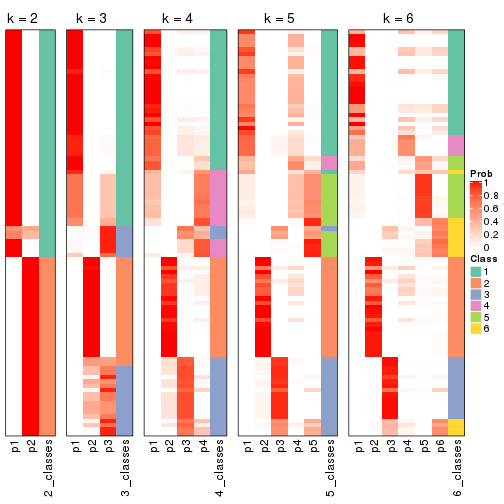 k = 2
k = 3
k = 4
k = 5
k = 6
p1
p2
2_classes
p1
p2
p3
3_classes
p1
p2
p3
p4
4_classes
p1
p2
p3
p4
p5
5_classes
p1
p2
p3
p4
p5
p6
6_classes
Prob
1
0.8
0.6
0.4
0.2
0
Class
1
2
3
4
5
6